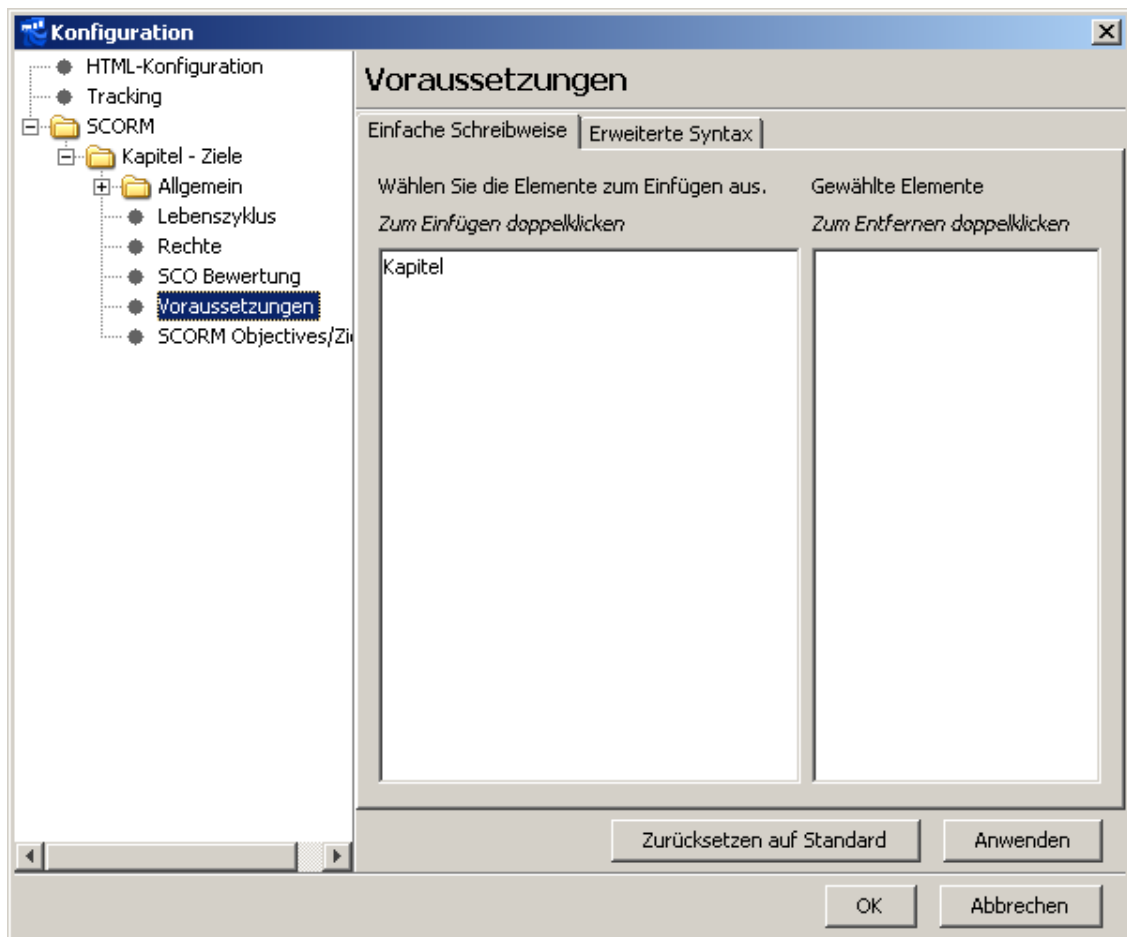 Konfiguration
HTML-Konfiguration
Tracking
SCORM
Kapitel - Ziele
Allgemein
Lebenszyklus
Rechte
SCO Bewertung
Voraussetzungen
SCORM Objectives/Zi
Voraussetzungen
Einfache Schreibweise
Erweiterte Syntax
Wählen Sie die Elemente zum Einfügen aus.
Zum Einfügen doppelklicken
Kapitel
Gewählte Elemente
Zum Entfernen doppelklicken
Zurücksetzen auf Standard
Anwenden
OK
Abbrechen